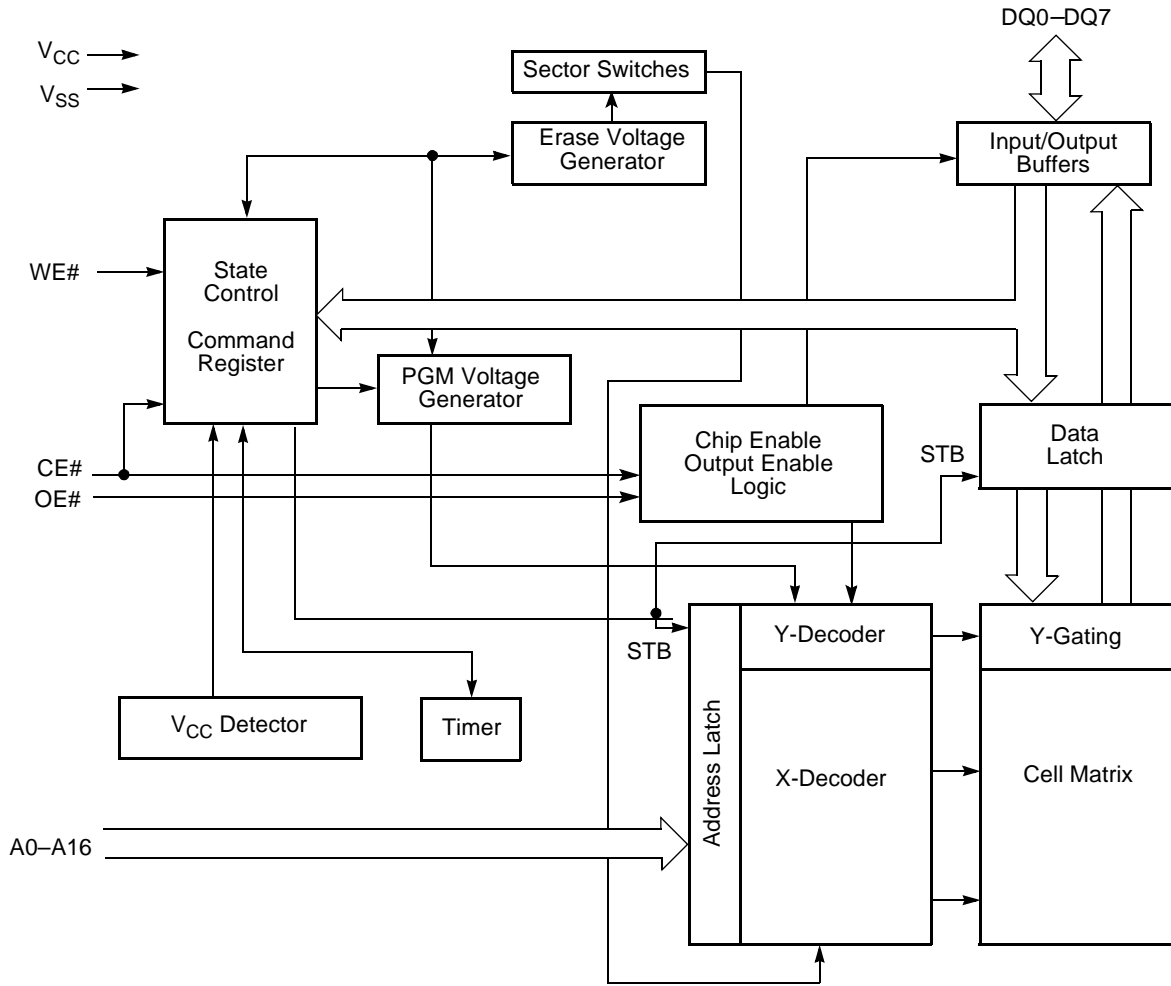 DQ0–DQ7
VCC
VSS
Sector Switches
Erase Voltage
Generator
Input/Output
Buffers
WE#
State
Control
Command
Register
PGM Voltage
Generator
Chip Enable
Output Enable
Logic
STB
Data
Latch
CE#
OE#
STB
Y-Decoder
Y-Gating
VCC Detector
Timer
Address Latch
X-Decoder
Cell Matrix
A0–A16